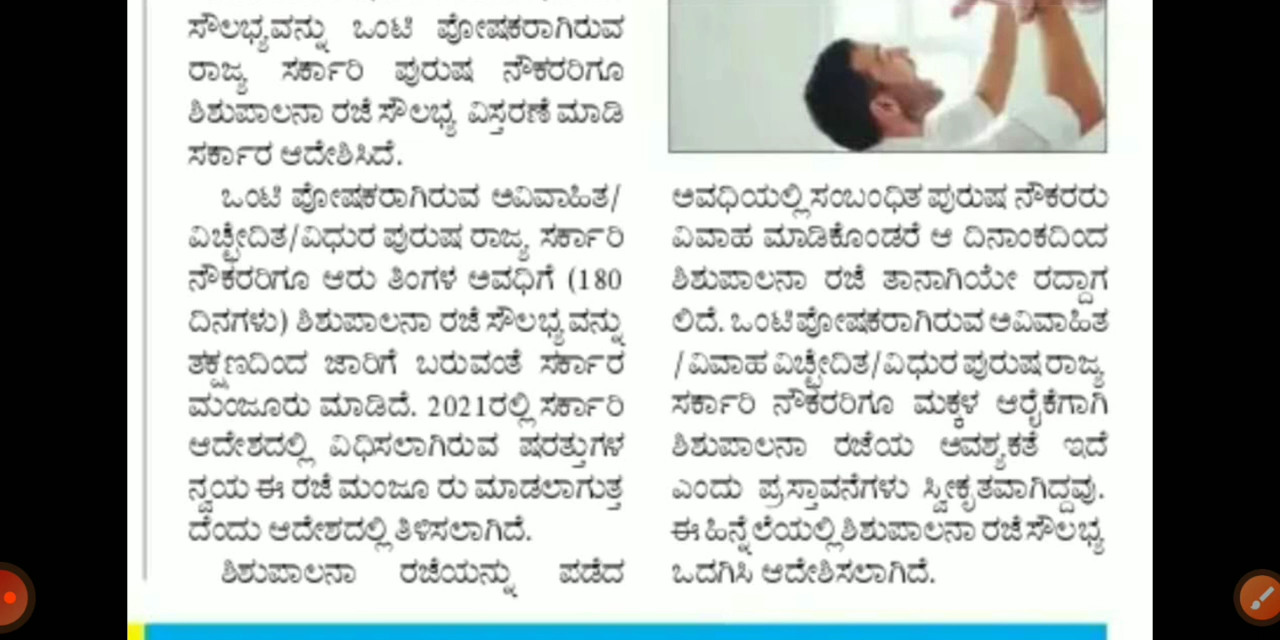 ಸೌಲಭ್ಯವನ್ನು ಒಂಟಿ ಪೋಷಕರಾಗಿರುವ
ರಾಜ್ಯ ಸರ್ಕಾರಿ ಪುರುಷ ನೌಕರರಿಗೂ
ಶಿಶುಪಾಲನಾ ರಜೆ ಸೌಲಭ್ಯ ವಿಸ್ತರಣೆ ಮಾಡಿ
ಸರ್ಕಾರ ಆದೇಶಿಸಿದೆ.
ಒಂಟಿ ಪೋಷಕರಾಗಿರುವ ಅವಿವಾಹಿತ/
ವಿಚ್ಛೇದಿತ/ವಿಧುರ ಪುರುಷ ರಾಜ್ಯ ಸರ್ಕಾರಿ
ನೌಕರರಿಗೂ ಆರು ತಿಂಗಳ ಅವಧಿಗೆ (180
ದಿನಗಳು) ಶಿಶುಪಾಲನಾ ರಜೆ ಸೌಲಭ್ಯವನ್ನು
ತಕ್ಷಣದಿಂದ ಜಾರಿಗೆ ಬರುವಂತೆ ಸರ್ಕಾರ
ಮಂಜೂರು ಮಾಡಿದೆ. 2021ರಲ್ಲಿ ಸರ್ಕಾರಿ
ಆದೇಶದಲ್ಲಿ ವಿಧಿಸಲಾಗಿರುವ ಷರತ್ತುಗಳ
ನ್ವಯ ಈ ರಜೆ ಮಂಜೂ ರು ಮಾಡಲಾಗುತ್ತ
ದೆಂದು ಆದೇಶದಲ್ಲಿ ತಿಳಿಸಲಾಗಿದೆ.
ಶಿಶುಪಾಲನಾ ರಜೆಯನ್ನು ಪಡೆದ
ಅವಧಿಯಲ್ಲಿ ಸಂಬಂಧಿತ ಪುರುಷ ನೌಕರರು
ವಿವಾಹ ಮಾಡಿಕೊಂಡರೆ ಆ ದಿನಾಂಕದಿಂದ
ಶಿಶುಪಾಲನಾ ರಜೆ ತಾನಾಗಿಯೇ ರದ್ದಾಗ
ಲಿದೆ. ಒಂಟಿ ಪೋಷಕರಾಗಿರುವ ಅವಿವಾಹಿತ
/ವಿವಾಹ ವಿಚ್ಛೇದಿತ/ವಿಧುರ ಪುರುಷ ರಾಜ್ಯ
ಸರ್ಕಾರಿ ನೌಕರರಿಗೂ ಮಕ್ಕಳ ಆರೈಕೆಗಾಗಿ
ಶಿಶುಪಾಲನಾ ರಜೆಯ ಅವಶ್ಯಕತೆ ಇದೆ
ಎಂದು ಪ್ರಸ್ತಾವನೆಗಳು ಸ್ವೀಕೃತವಾಗಿದ್ದವು.
ಈ ಹಿನ್ನೆಲೆಯಲ್ಲಿ ಶಿಶುಪಾಲನಾ ರಜೆ ಸೌಲಭ್ಯ
ಒದಗಿಸಿ ಆದೇಶಿಸಲಾಗಿದೆ.